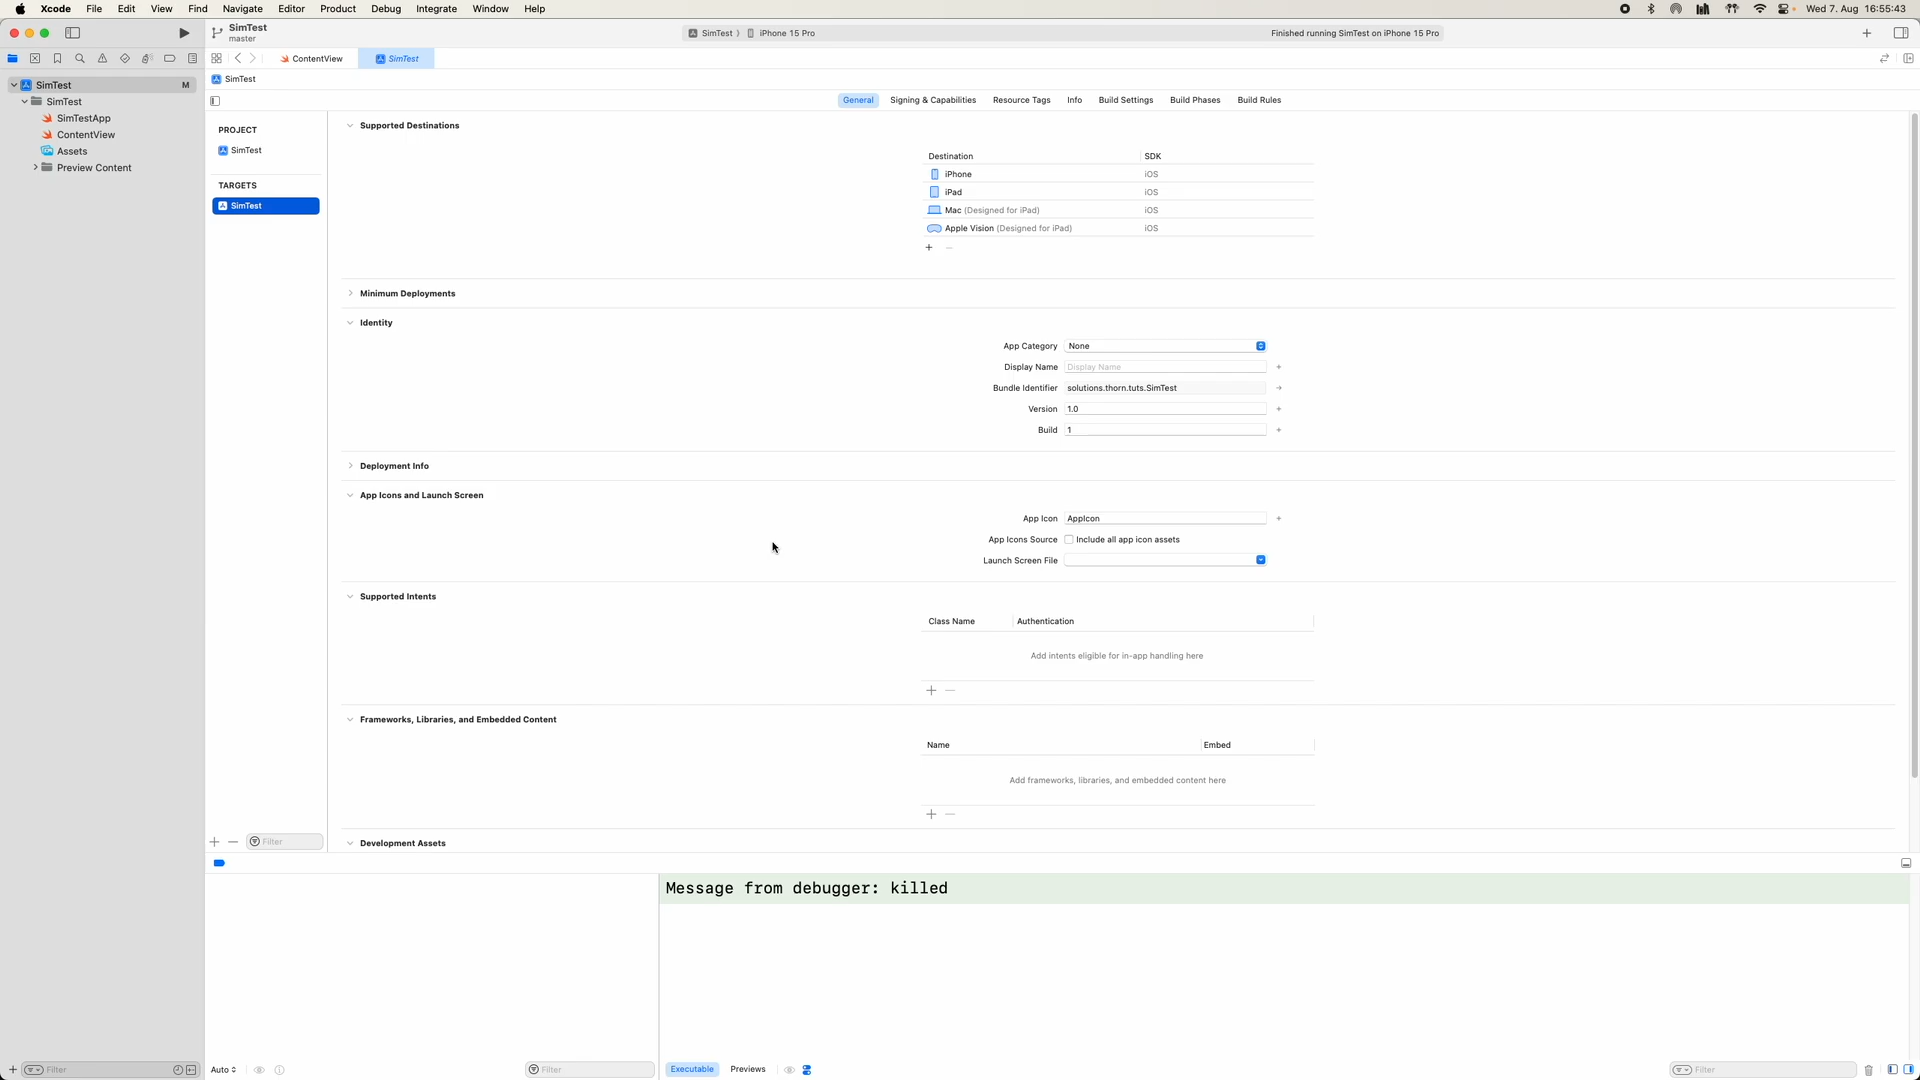 Xcode File Edit View Find Navigate Editor Product Debug Integrate Window Help
Wed 7. Aug 16:55:43
SimTest
master
SimTest 〉 iPhone 15 Pro
Finished running SimTest on iPhone 15 Pro
ContentView
SimTest
SimTest M
SimTest
SimTestApp
ContentView
Assets
Preview Content
SimTest
General Signing & Capabilities Resource Tags Info Build Settings Build Phases Build Rules
PROJECT
SimTest
TARGETS
SimTest
Supported Destinations
Destination SDK
iPhone iOS
iPad iOS
Mac (Designed for iPad) iOS
Apple Vision (Designed for iPad) iOS
Minimum Deployments
Identity
App Category None
Display Name Display Name
Bundle Identifier solutions.thorn.tuts.SimTest
Version 1.0
Build 1
Deployment Info
App Icons and Launch Screen
App Icon AppIcon
App Icons Source Include all app icon assets
Launch Screen File
Supported Intents
Class Name Authentication
Add intents eligible for in-app handling here
Frameworks, Libraries, and Embedded Content
Name Embed
Add frameworks, libraries, and embedded content here
Development Assets
Filter
Message from debugger: killed
Filter
Auto
Filter
Executable Previews
Filter